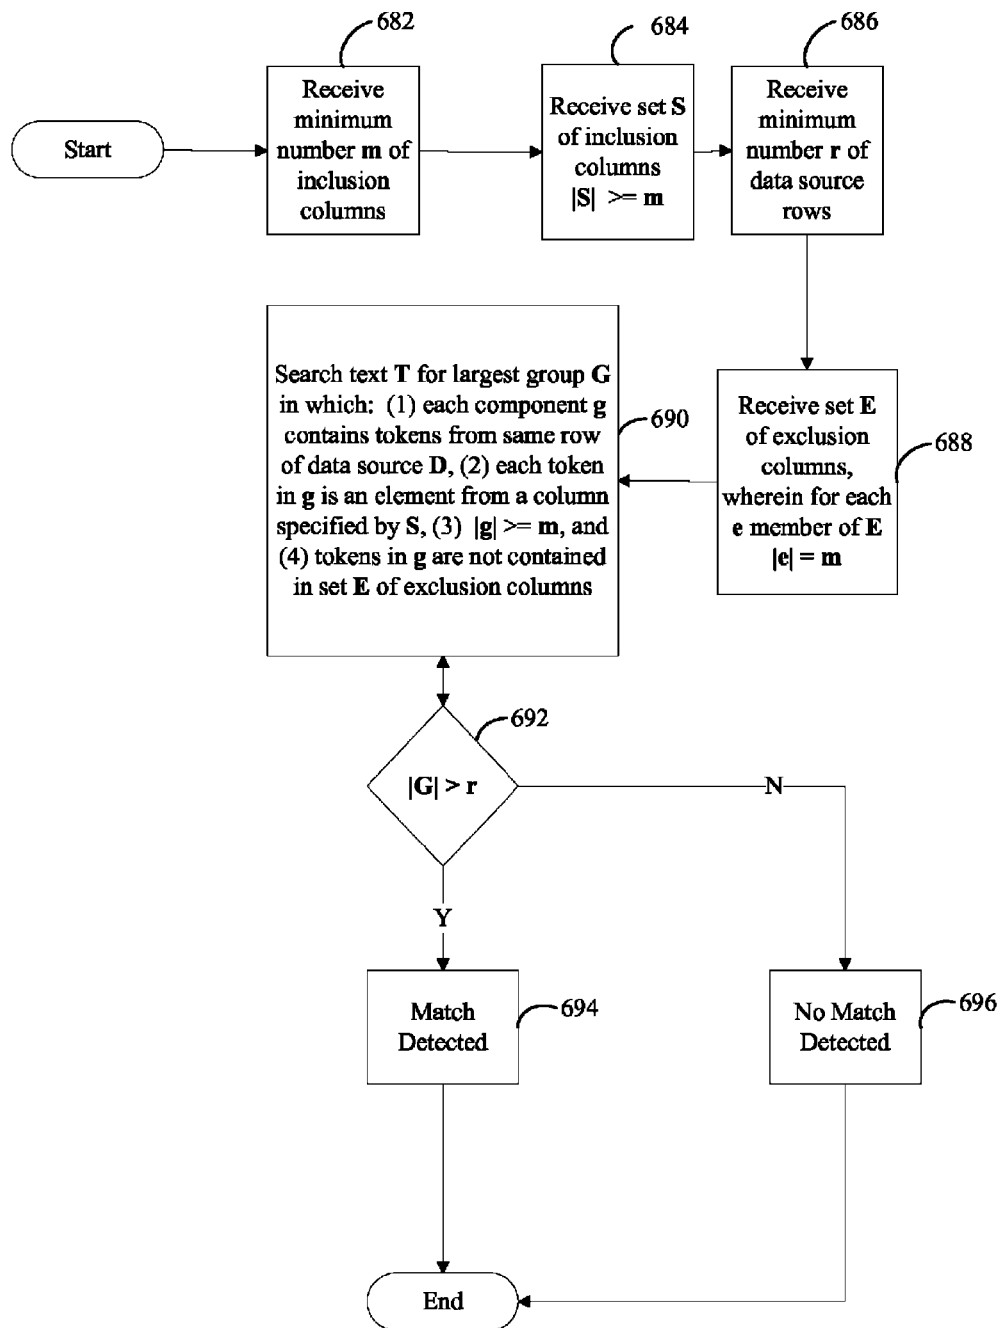 682
684
686
Start
Receive
minimum
number m of
inclusion
columns
Receive set S
of inclusion
columns
|S| >= m
Receive
minimum
number r of
data source
rows
Search text T for largest group G
in which: (1) each component g
contains tokens from same row
of data source D, (2) each token
in g is an element from a column
specified by S, (3) |g| >= m, and
(4) tokens in g are not contained
in set E of exclusion columns
690
Receive set E
of exclusion
columns,
wherein for each
e member of E
|e| = m
688
692
|G| > r
N
Y
Match
Detected
694
No Match
Detected
696
End